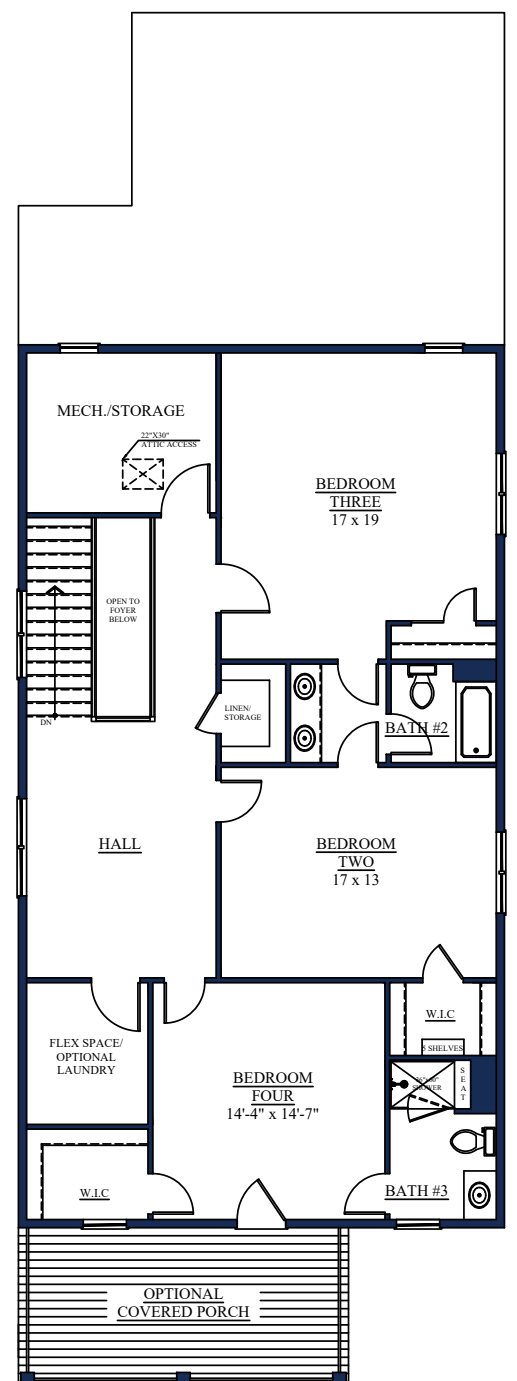 MECH./STORAGE
22"X30"
ATTIC ACCESS
BEDROOM
THREE
17 x 19
OPEN TO
FOYER
BELOW
LINEN/
STORAGE
DN
BATH #2
HALL
BEDROOM
TWO
17 x 13
W.I.C
5 SHELVES
FLEX SPACE/
OPTIONAL
LAUNDRY
BEDROOM
FOUR
14'-4" x 14'-7"
SHOWER
SEAT
W.I.C
BATH #3
OPTIONAL
COVERED PORCH